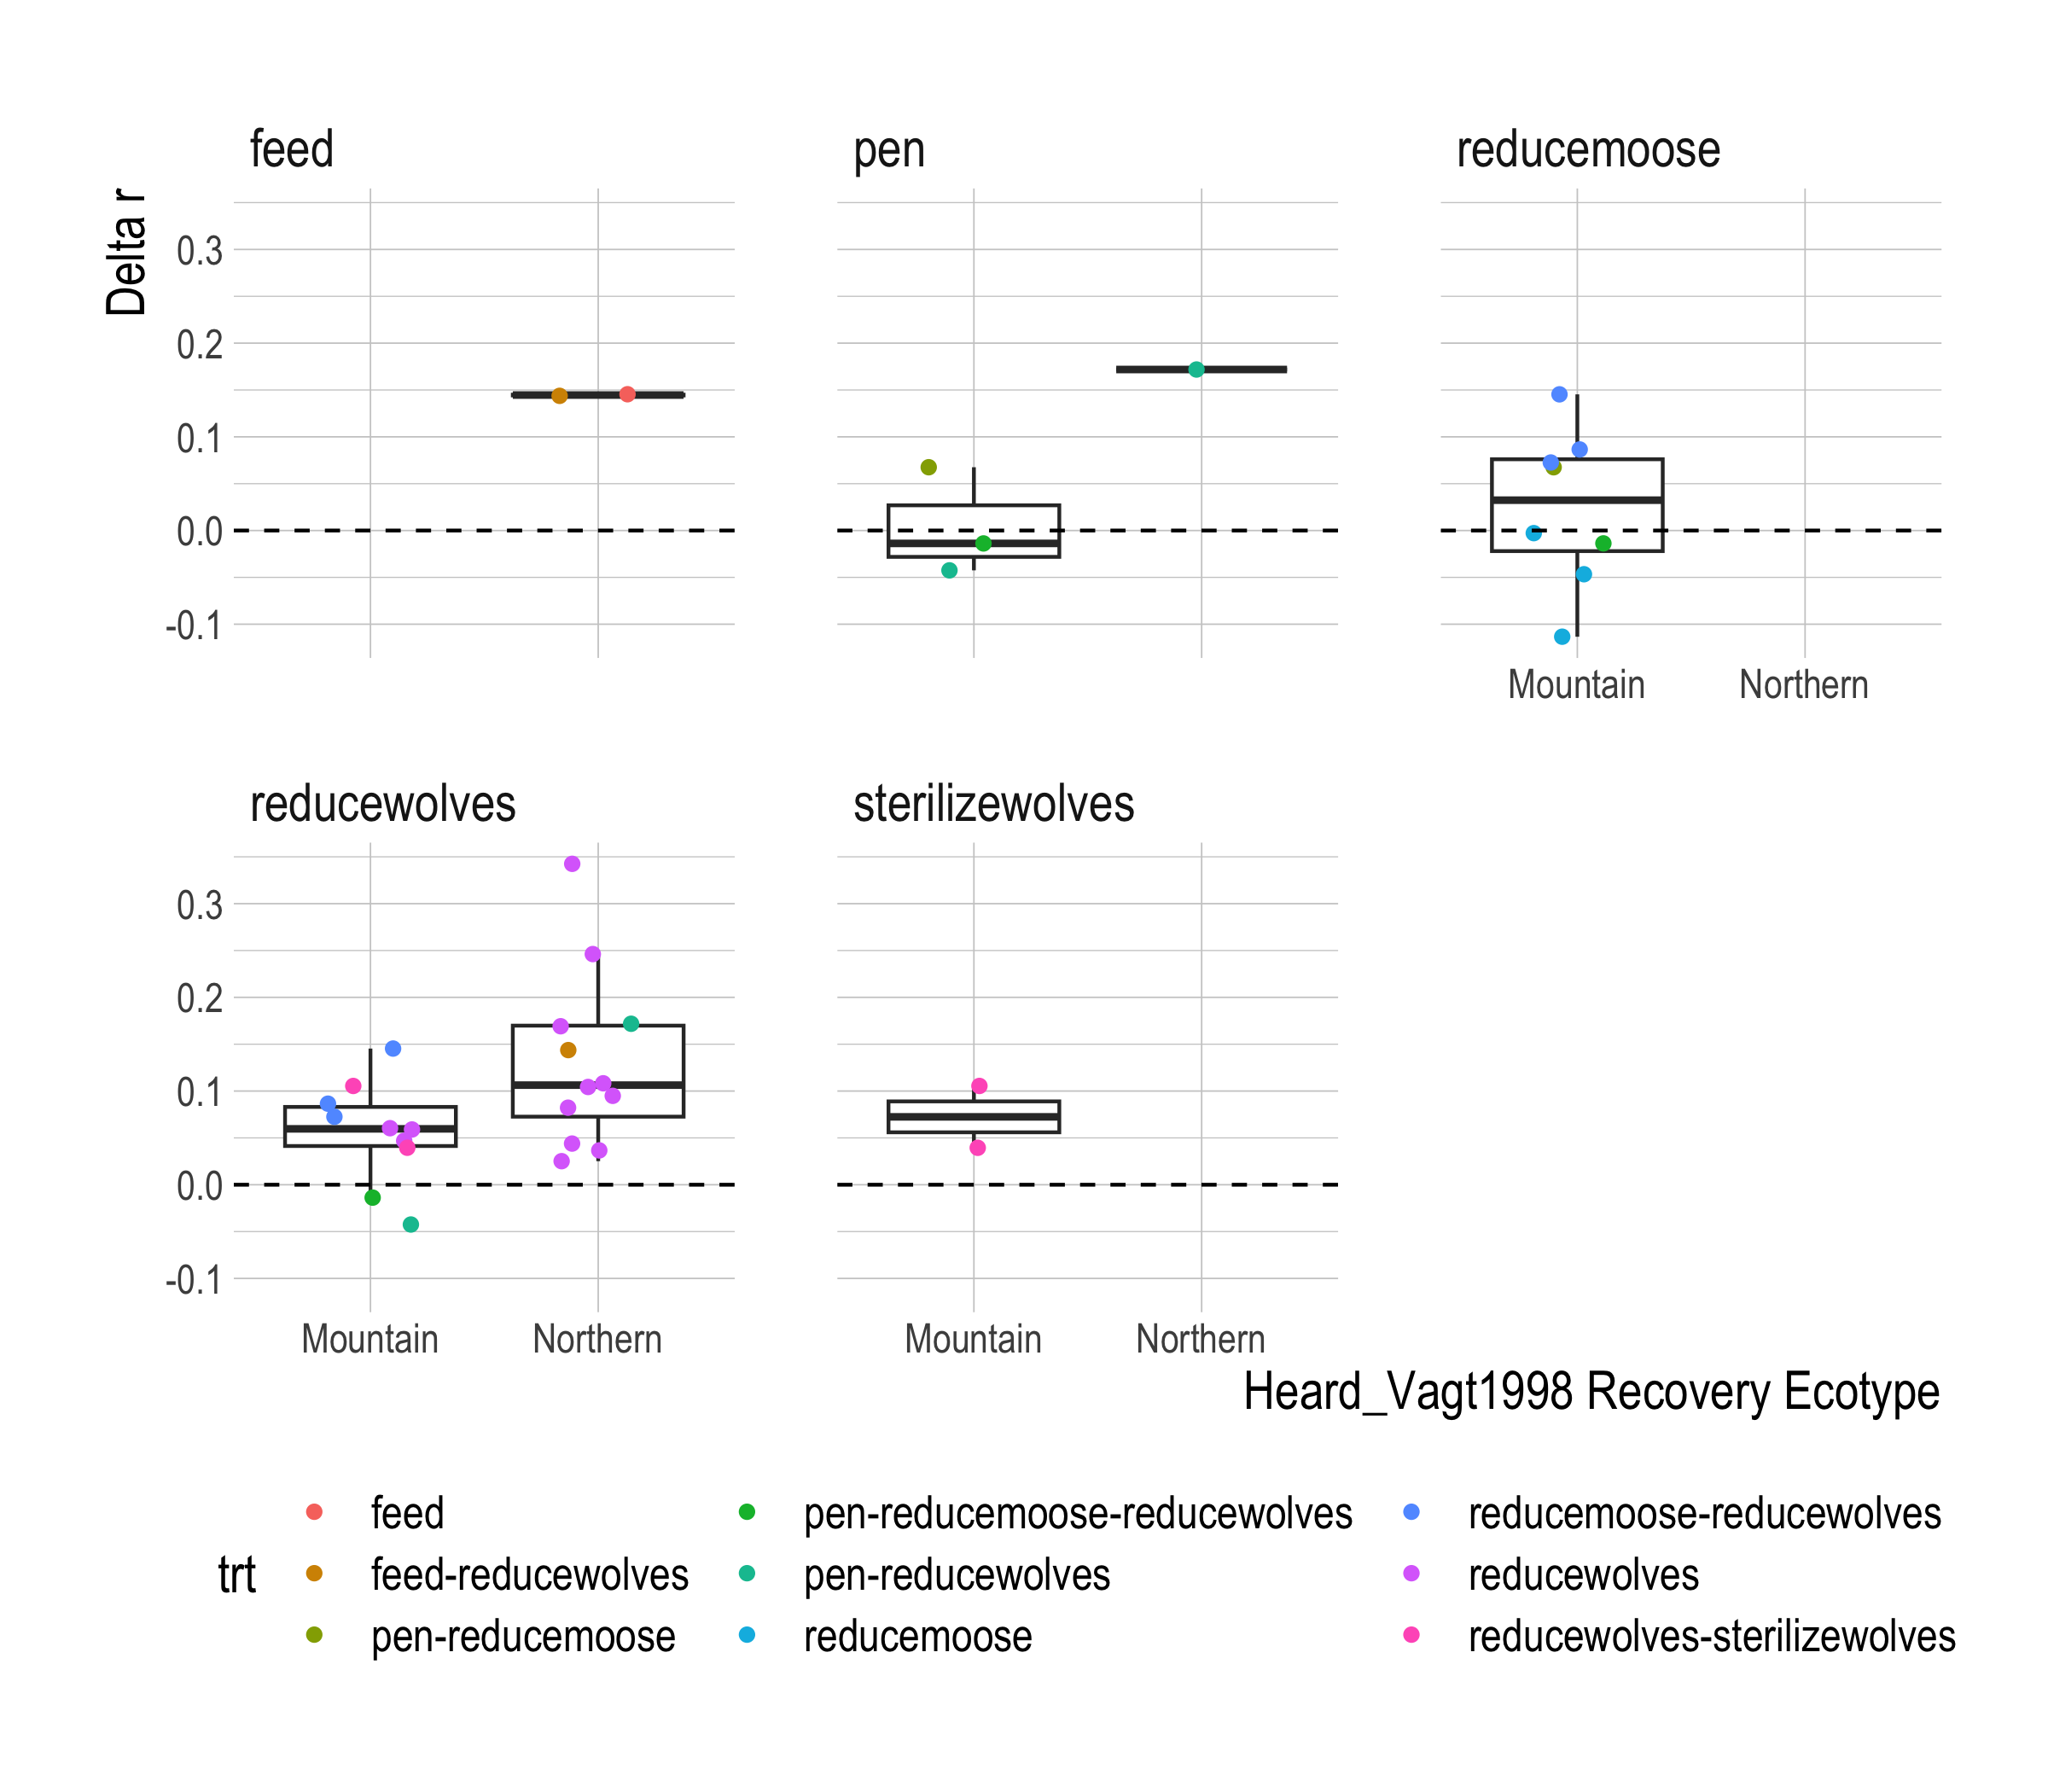 feed
pen
reducemoose
Delta r
0.3
0.2
0.1
0.0
-0.1
Mountain
Northern
reducewolves
sterilizewolves
0.3
0.2
0.1
0.0
-0.1
Mountain
Northern
Mountain
Northern
Heard_Vagt1998 Recovery Ecotype
trt
feed
feed-reducewolves
pen-reducemoose
pen-reducemoose-reducewolves
pen-reducewolves
reducemoose
reducemoose-reducewolves
reducewolves
reducewolves-sterilizewolves